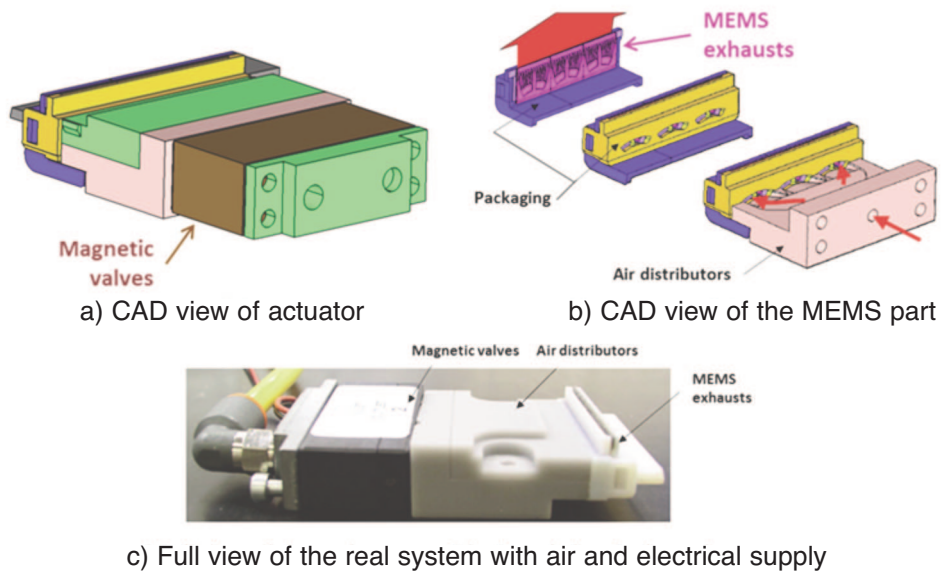 MEMS
exhausts
Packaging
Magnetic
valves
Air distributors
a) CAD view of actuator
b) CAD view of the MEMS part
Magnetic valves
Air distributors
MEMS
exhausts
c) Full view of the real system with air and electrical supply